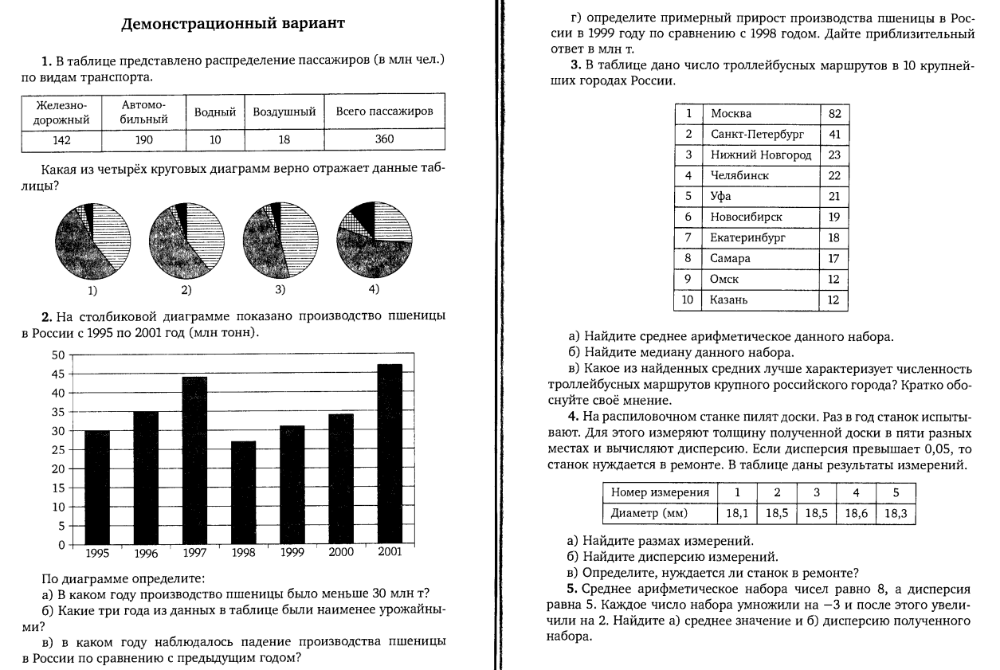 Демонстрационный вариант
1. В таблице представлено распределение пассажиров (в млн чел.)
по видам транспорта.
Железно-
дорожный
Автомо-
бильный
Водный
Воздушный
Всего пассажиров
142
190
10
18
360
Какая из четырёх круговых диаграмм верно отражает данные таб-
лицы?
1)
2)
3)
4)
2. На столбиковой диаграмме показано производство пшеницы
в России с 1995 по 2001 год (млн тонн).
50
45
40
35
30
25
20
15
10
5
0
1995 1996 1997 1998 1999 2000 2001
По диаграмме определите:
а) В каком году производство пшеницы было меньше 30 млн т?
б) Какие три года из данных в таблице были наименее урожайны-
ми?
в) в каком году наблюдалось падение производства пшеницы
в России по сравнению с предыдущим годом?
г) определите примерный прирост производства пшеницы в Рос-
сии в 1999 году по сравнению с 1998 годом. Дайте приблизительный
ответ в млн т.
3. В таблице дано число троллейбусных маршрутов в 10 крупней-
ших городах России.
1 Москва 82
2 Санкт-Петербург 41
3 Нижний Новгород 23
4 Челябинск 22
5 Уфа 21
6 Новосибирск 19
7 Екатеринбург 18
8 Самара 17
9 Омск 12
10 Казань 12
а) Найдите среднее арифметическое данного набора.
б) Найдите медиану данного набора.
в) Какое из найденных средних лучше характеризует численность
троллейбусных маршрутов крупного российского города? Кратко обо-
снуйте своё мнение.
4. На распиловочном станке пилят доски. Раз в год станок испыты-
вают. Для этого измеряют толщину полученной доски в пяти разных
местах и вычисляют дисперсию. Если дисперсия превышает 0,05, то
станок нуждается в ремонте. В таблице даны результаты измерений.
Номер измерения 1 2 3 4 5
Диаметр (мм) 18,1 18,5 18,5 18,6 18,3
а) Найдите размах измерений.
б) Найдите дисперсию измерений.
в) Определите, нуждается ли станок в ремонте?
5. Среднее арифметическое набора чисел равно 8, а дисперсия
равна 5. Каждое число набора умножили на −3 и после этого увели-
чили на 2. Найдите а) среднее значение и б) дисперсию полученного
набора.